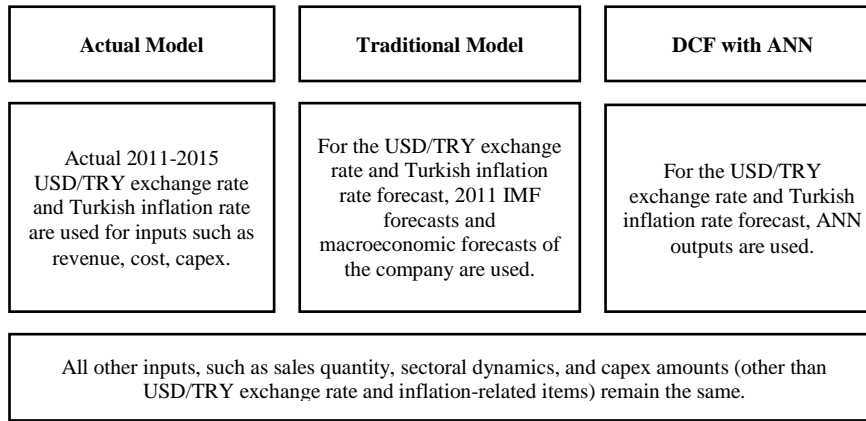 Actual Model
Traditional Model
DCF with ANN
Actual 2011-2015
USD/TRY exchange rate
and Turkish inflation rate
are used for inputs such as
revenue, cost, capex.
For the USD/TRY exchange
rate and Turkish inflation
rate forecast, 2011 IMF
forecasts and
macroeconomic forecasts of
the company are used.
For the USD/TRY
exchange rate and Turkish
inflation rate forecast, ANN
outputs are used.
All other inputs, such as sales quantity, sectoral dynamics, and capex amounts (other than
USD/TRY exchange rate and inflation-related items) remain the same.